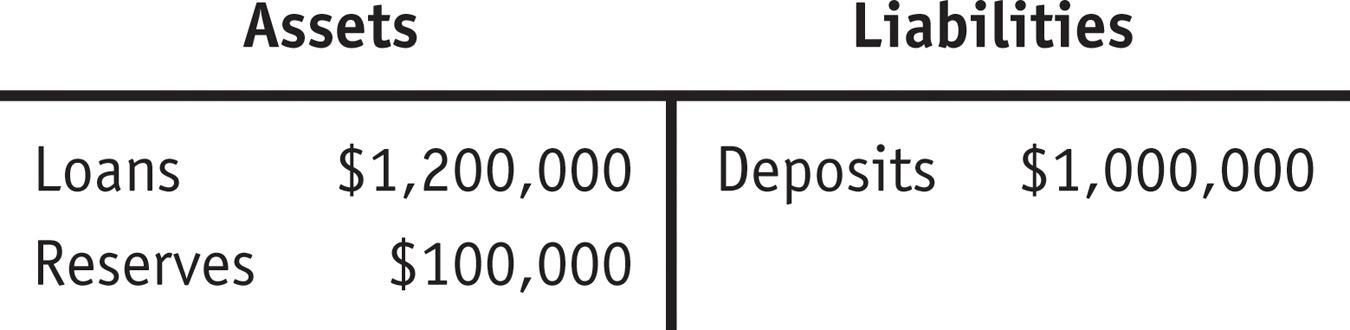 Assets Liabilities
Loans $1,200,000 Deposits $1,000,000
Reserves $100,000